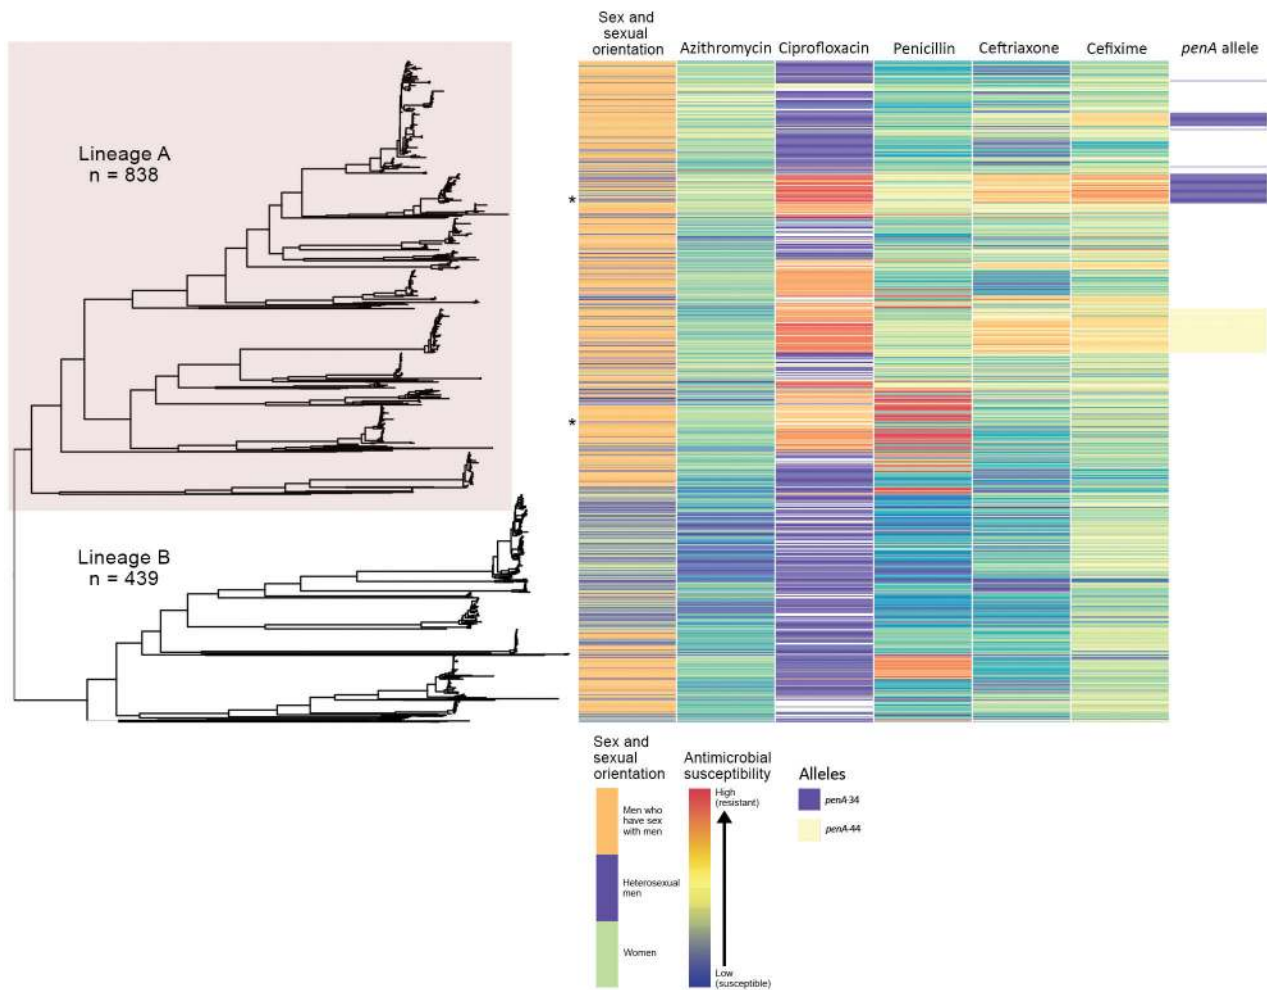 Sex and
sexual
orientation
Azithromycin
Ciprofloxacin
Penicillin
Ceftriaxone
Cefixime
penA allele
Lineage A
n = 838
*
*
Lineage B
n = 439
Sex and
sexual
orientation
Men who
have sex
with men
Heterosexual
men
Women
Antimicrobial
susceptibility
High
(resistant)
Low
(susceptible)
Alleles
penA-34
penA-44